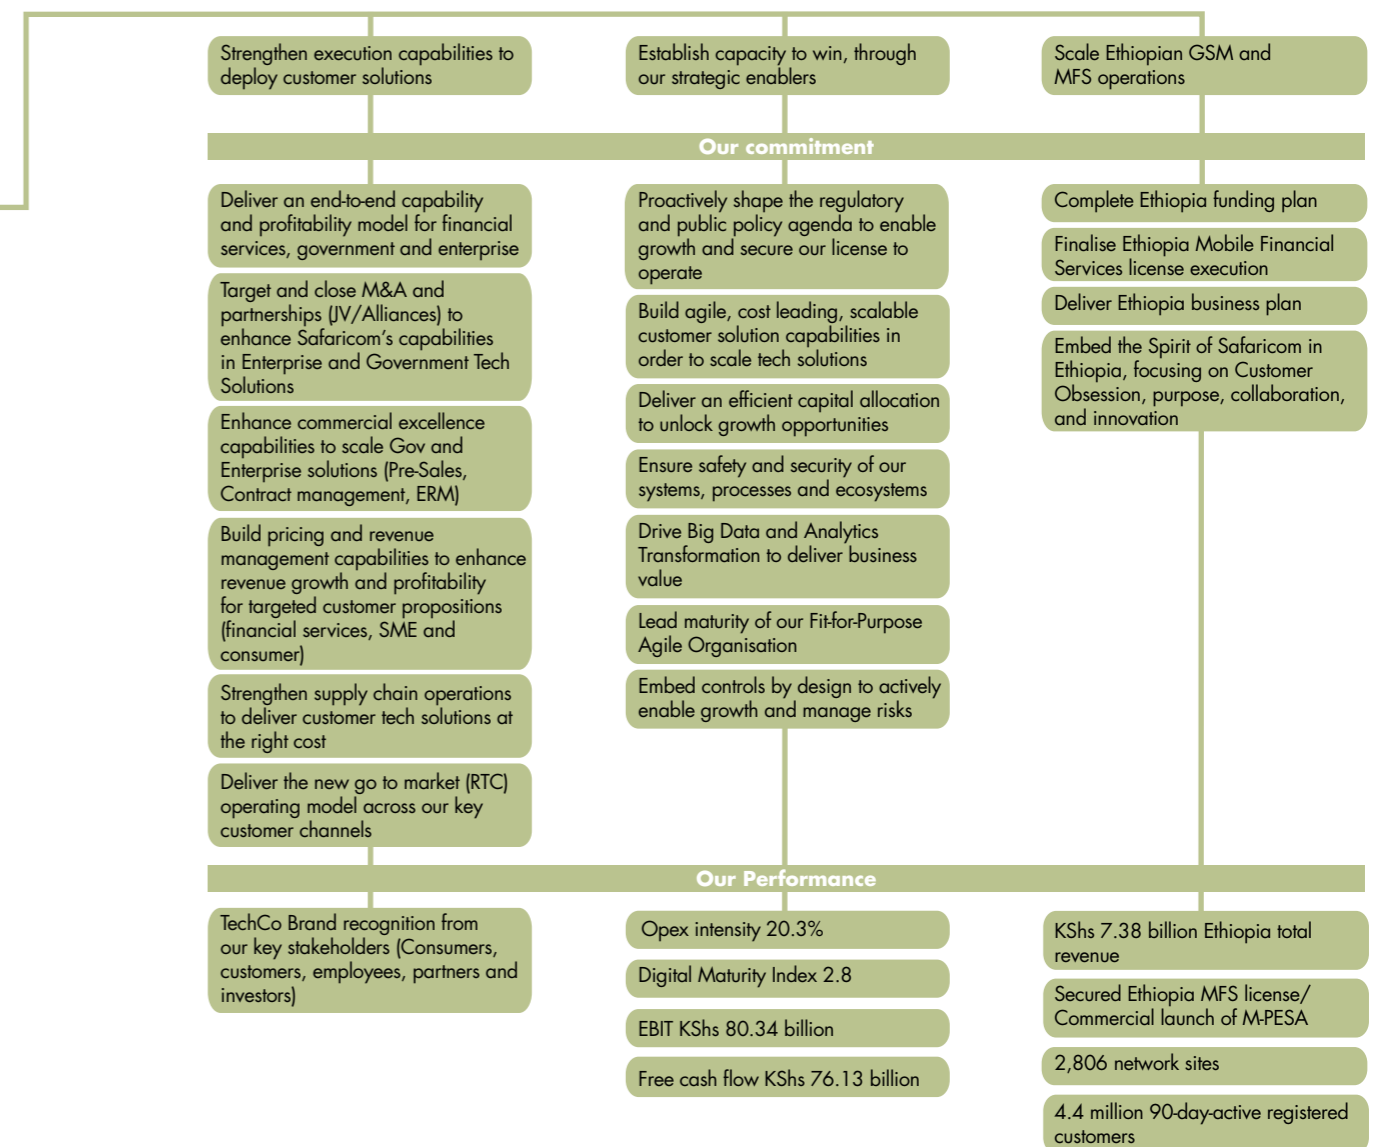 Strengthen execution capabilities to
deploy customer solutions
Establish capacity to win, through
our strategic enablers
Scale Ethiopian GSM and
MFS operations
Our commitment
Deliver an end-to-end capability
and profitability model for financial
services, government and enterprise
Target and close M&A and
partnerships (JV/Alliances) to
enhance Safaricom's capabilities
in Enterprise and Government Tech
Solutions
Enhance commercial excellence
capabilities to scale Gov and
Enterprise solutions (Pre-Sales,
Contract management, ERM)
Build pricing and revenue
management capabilities to enhance
revenue growth and profitability
for targeted customer propositions
(financial services, SME and
consumer)
Strengthen supply chain operations
to deliver customer tech solutions at
the right cost
Deliver the new go to market (RTC)
operating model across our key
customer channels
Proactively shape the regulatory
and public policy agenda to enable
growth and secure our license to
operate
Build agile, cost leading, scalable
customer solution capabilities in
order to scale tech solutions
Deliver an efficient capital allocation
to unlock growth opportunities
Ensure safety and security of our
systems, processes and ecosystems
Drive Big Data and Analytics
Transformation to deliver business
value
Lead maturity of our Fit-for-Purpose
Agile Organisation
Embed controls by design to actively
enable growth and manage risks
Complete Ethiopia funding plan
Finalise Ethiopia Mobile Financial
Services license execution
Deliver Ethiopia business plan
Embed the Spirit of Safaricom in
Ethiopia, focusing on Customer
Obsession, purpose, collaboration,
and innovation
Our Performance
TechCo Brand recognition from
our key stakeholders (Consumers,
customers, employees, partners and
investors)
Opex intensity 20.3%
Digital Maturity Index 2.8
EBIT KShs 80.34 billion
Free cash flow KShs 76.13 billion
KShs 7.38 billion Ethiopia total
revenue
Secured Ethiopia MFS license/
Commercial launch of M-PESA
2,806 network sites
4.4 million 90-day-active registered
customers